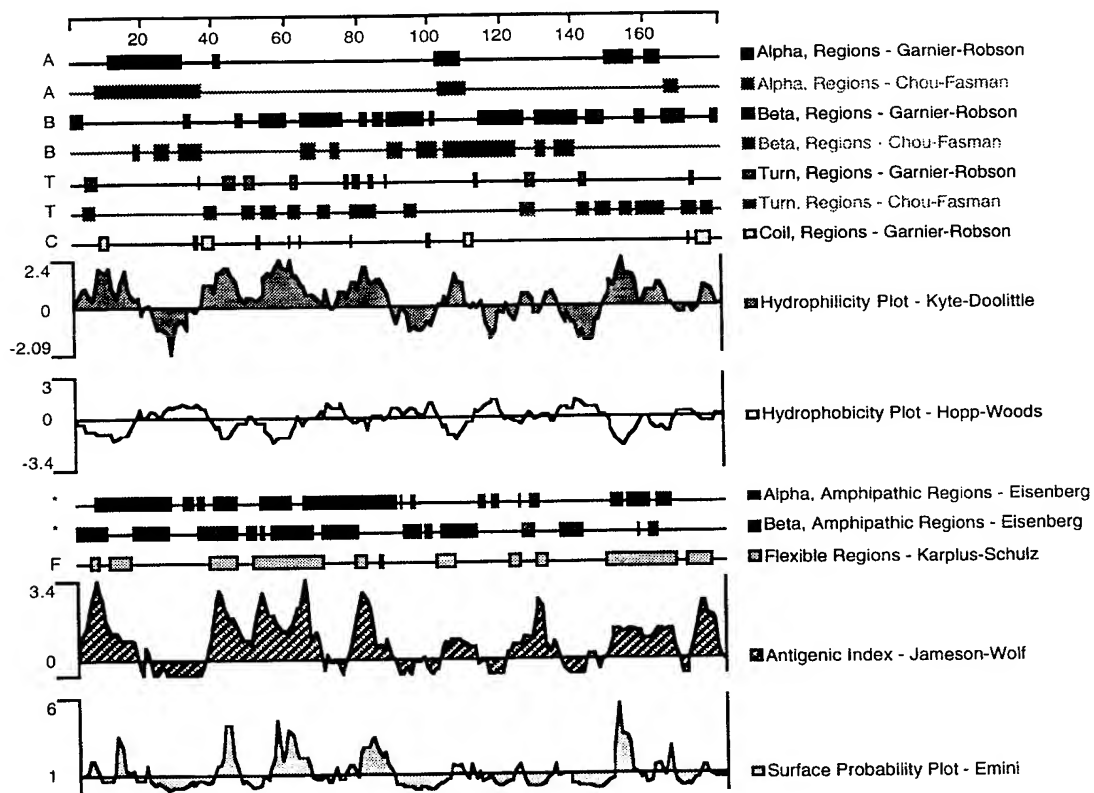 20 40 60 80 100 120 140 160
A Alpha, Regions - Garnier-Robson
A Alpha, Regions - Chou-Fasman
B Beta, Regions - Garnier-Robson
B Beta, Regions - Chou-Fasman
T Turn, Regions - Garnier-Robson
T Turn, Regions - Chou-Fasman
C Coil, Regions - Garnier-Robson
2.4
0
-2.09
Hydrophilicity Plot - Kyte-Doolittle
3
0
-3.4
Hydrophobicity Plot - Hopp-Woods
* Alpha, Amphipathic Regions - Eisenberg
* Beta, Amphipathic Regions - Eisenberg
F Flexible Regions - Karplus-Schulz
3.4
0
Antigenic Index - Jameson-Wolf
6
1
Surface Probability Plot - Emini